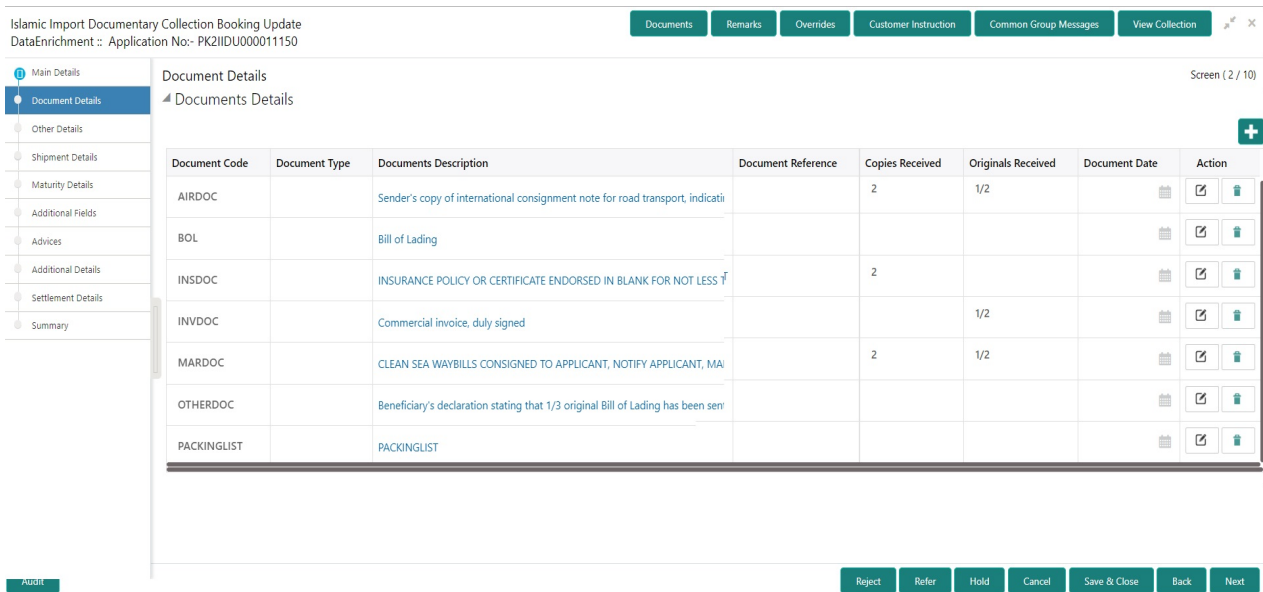 Islamic Import Documentary Collection Booking Update
DataEnrichment :: Application No:- PK2IIDU000011150
Documents Remarks Overrides Customer Instruction Common Group Messages View Collection
Main Details
Document Details
Other Details
Shipment Details
Maturity Details
Additional Fields
Advices
Additional Details
Settlement Details
Summary
Document Details Screen ( 2 / 10)
Documents Details
Document Code Document Type Documents Description Document Reference Copies Received Originals Received Document Date Action
AIRDOC Sender's copy of international consignment note for road transport, indicatin 2 1/2
BOL Bill of Lading
INSDOC INSURANCE POLICY OR CERTIFICATE ENDORSED IN BLANK FOR NOT LESS T 2
INVDOC Commercial invoice, duly signed 1/2
MARDOC CLEAN SEA WAYBILLS CONSIGNED TO APPLICANT, NOTIFY APPLICANT, MA 2 1/2
OTHERDOC Beneficiary's declaration stating that 1/3 original Bill of Lading has been sent
PACKINGLIST PACKINGLIST
Audit Reject Refer Hold Cancel Save & Close Back Next